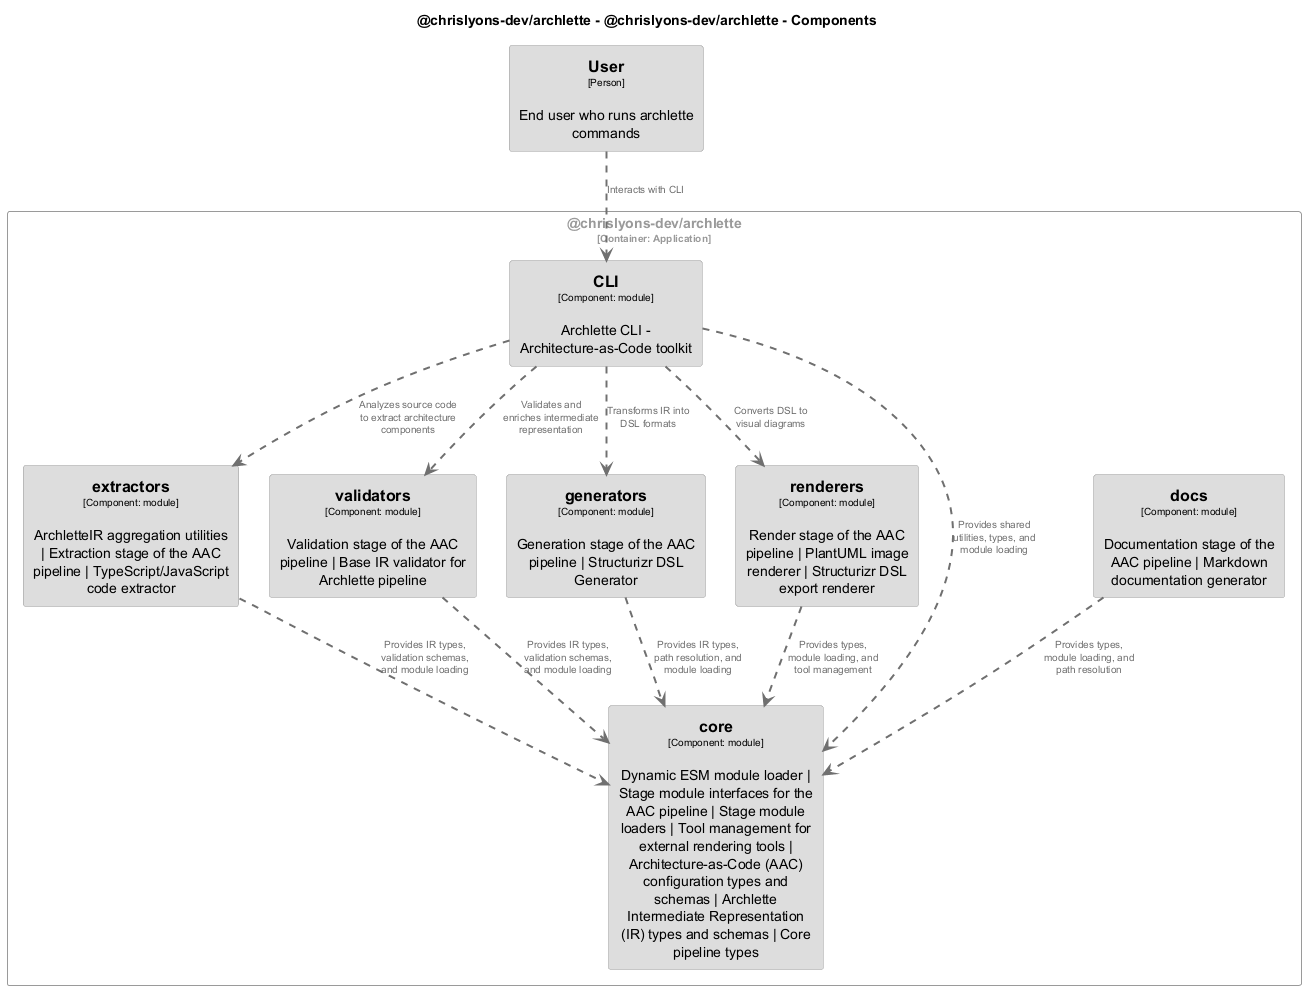 @chrislyons-dev/archlette - @chrislyons-dev/archlette - Components
User
[Person]
End user who runs archlette
commands
Interacts with CLI
@chrislyons-dev/archlette
[Container: Application]
CLI
[Component: module]
Archlette CLI -
Architecture-as-Code toolkit
Analyzes source code
to extract architecture
components
Validates and
enriches intermediate
representation
Transforms IR into
DSL formats
Converts DSL to
visual diagrams
Provides shared
utilities, types, and
module loading
extractors
[Component: module]
ArchletteIR aggregation utilities
| Extraction stage of the AAC
pipeline | TypeScript/JavaScript
code extractor
validators
[Component: module]
Validation stage of the AAC
pipeline | Base IR validator for
Archlette pipeline
generators
[Component: module]
Generation stage of the AAC
pipeline | Structurizr DSL
Generator
renderers
[Component: module]
Render stage of the AAC
pipeline | PlantUML image
renderer | Structurizr DSL
export renderer
docs
[Component: module]
Documentation stage of the
AAC pipeline | Markdown
documentation generator
Provides IR types,
validation schemas,
and module loading
Provides IR types,
validation schemas,
and module loading
Provides IR types,
path resolution, and
module loading
Provides types,
module loading, and
tool management
Provides types,
module loading, and
path resolution
core
[Component: module]
Dynamic ESM module loader |
Stage module interfaces for the
AAC pipeline | Stage module
loaders | Tool management for
external rendering tools |
Architecture-as-Code (AAC)
configuration types and
schemas | Archlette
Intermediate Representation
(IR) types and schemas | Core
pipeline types